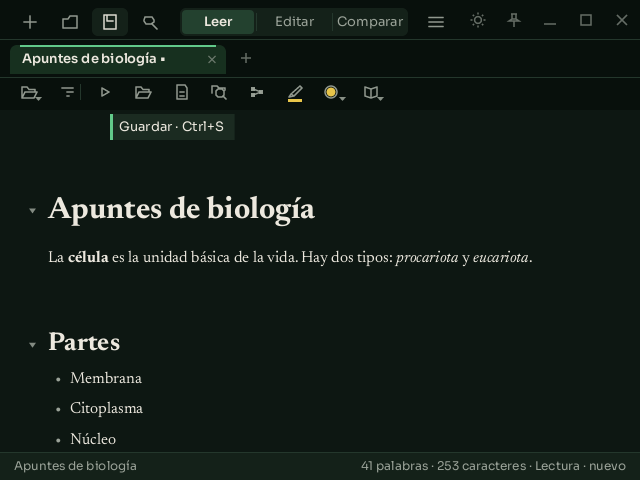 Leer
Editar
Comparar
Apuntes de biología •
Guardar · Ctrl+S
Apuntes de biología
La célula es la unidad básica de la vida. Hay dos tipos: procariota y eucariota.
Partes
• Membrana
• Citoplasma
• Núcleo
Apuntes de biología
41 palabras · 253 caracteres · Lectura · nuevo